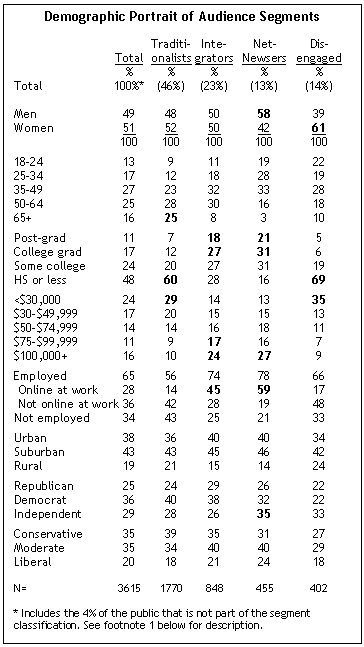 Demographic Portrait of Audience Segments
Traditi- Inte- Net- Dis-
Total onalists grators Newsers engaged
% % % % %
Total 100%* (46%) (23%) (13%) (14%)
Men 49 48 50 58 39
Women 51 52 50 42 61
100 100 100 100 100
18-24 13 9 11 19 22
25-34 17 12 18 28 19
35-49 27 23 32 33 28
50-64 25 28 30 16 18
65+ 16 25 8 3 10
Post-grad 11 7 18 21 5
College grad 17 12 27 31 6
Some college 24 20 27 31 19
HS or less 48 60 28 16 69
<$30,000 24 29 14 13 35
$30-$49,999 17 20 15 15 13
$50-$74,999 14 14 16 18 11
$75-$99,999 11 9 17 16 7
$100,000+ 16 10 24 27 9
Employed 65 56 74 78 66
Online at work 28 14 45 59 17
Not online at work 36 42 28 19 48
Not employed 34 43 25 21 33
Urban 38 36 40 40 34
Suburban 43 43 45 46 42
Rural 19 21 15 14 24
Republican 25 24 29 26 22
Democrat 36 40 38 32 22
Independent 29 28 26 35 33
Conservative 35 39 35 31 27
Moderate 35 34 40 40 29
Liberal 20 18 21 24 18
N= 3615 1770 848 455 402
* Includes the 4% of the public that is not part of the segment
classification. See footnote 1 below for description.